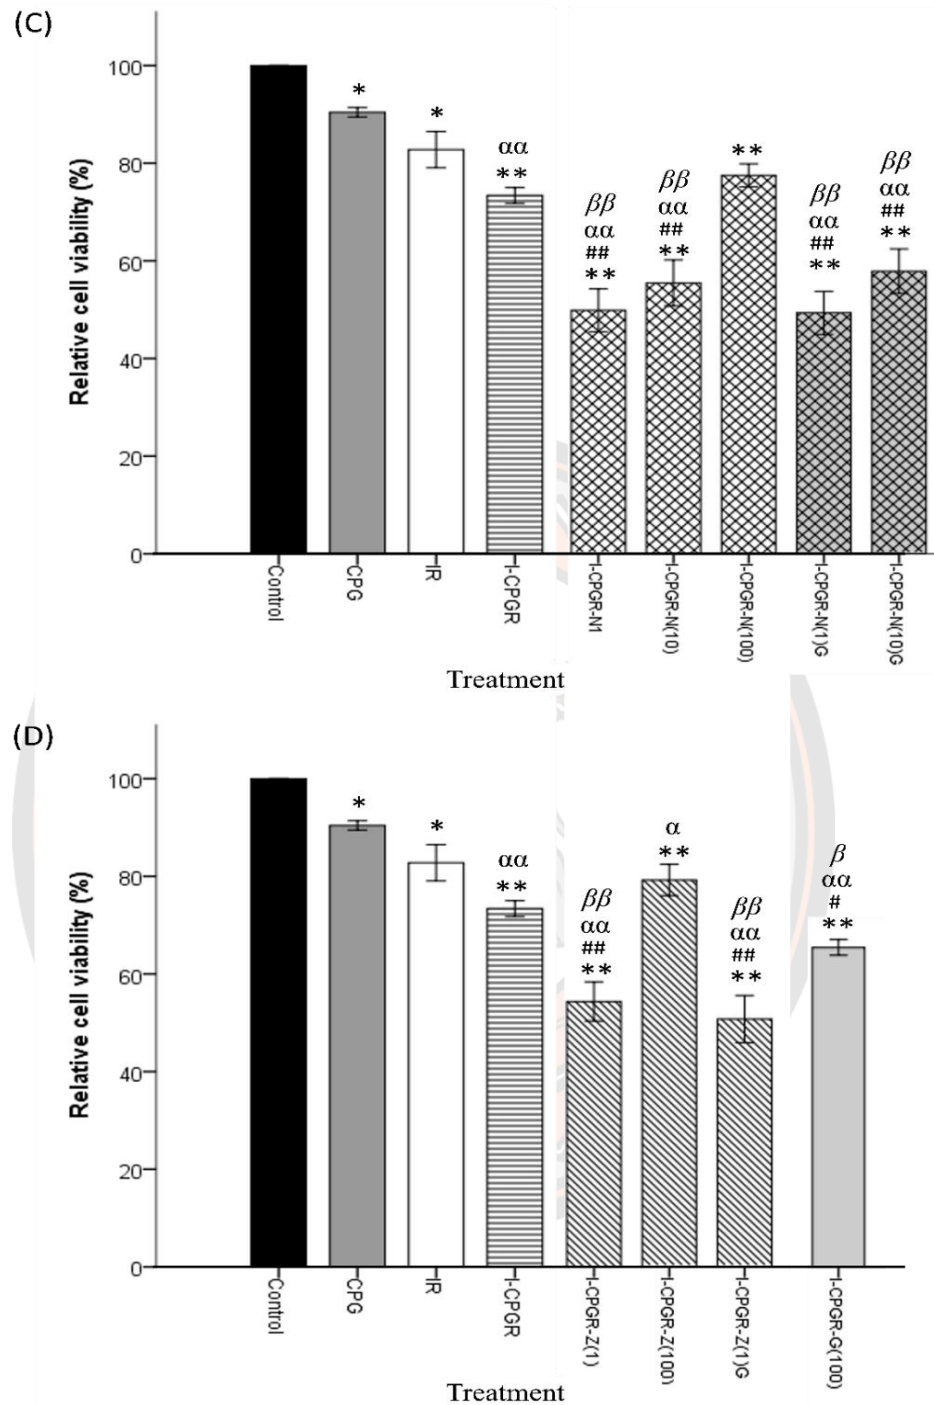 (C)
Relative cell viability (%)
100
80
60
40
20
0
*
*
αα
**
ββ
αα
##
**
ββ
αα
##
**
**
ββ
αα
##
**
ββ
αα
##
**
Control
CPG
IR
I-CPGR
I-CPGR-N1
I-CPGR-N(10)
I-CPGR-N(100)
I-CPGR-N(1)G
I-CPGR-N(10)G
Treatment
(D)
Relative cell viability (%)
100
80
60
40
20
0
*
*
αα
**
ββ
αα
##
**
α
**
ββ
αα
##
**
β
αα
#
**
Control
CPG
IR
I-CPGR
I-CPGR-Z(1)
I-CPGR-Z(100)
I-CPGR-Z(1)G
I-CPGR-G(100)
Treatment